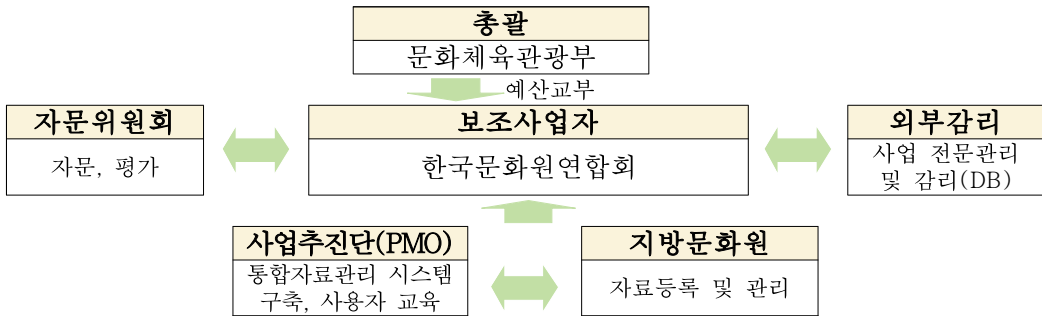 총괄
문화체육관광부
예산교부
자문위원회
자문, 평가
보조사업자
한국문화원연합회
외부감리
사업 전문관리
및 감리(DB)
사업추진단(PMO)
통합자료관리 시스템
구축, 사용자 교육
지방문화원
자료등록 및 관리